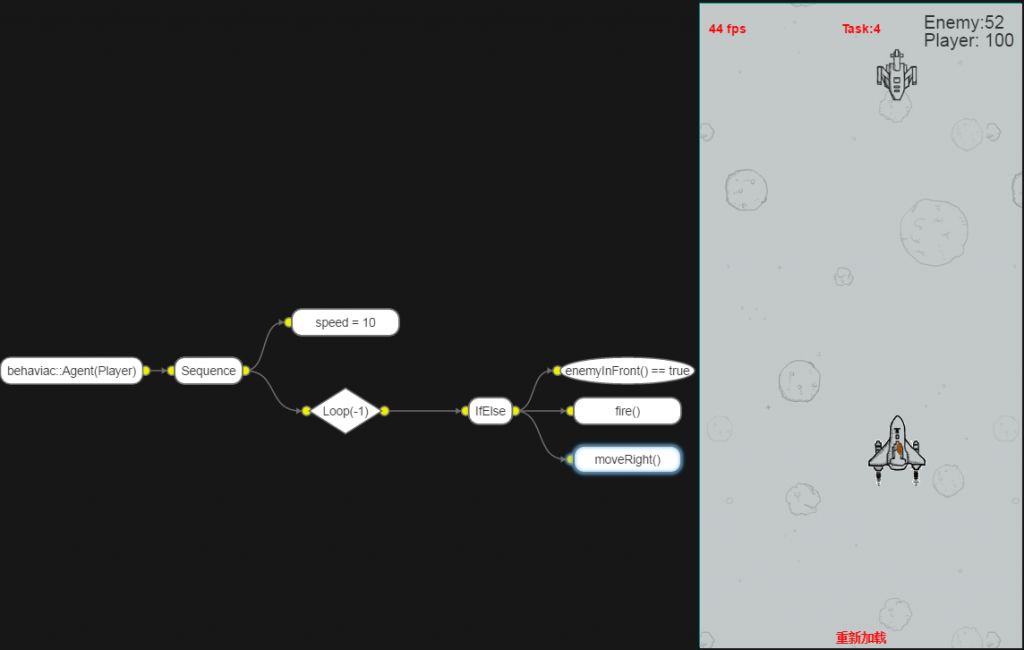 44 fps
Task:4
Enemy:52
Player: 100
speed = 10
behaviac::Agent(Player)
Sequence
enemyInFront() == true
Loop(-1)
IfElse
fire()
moveRight()
重新加载